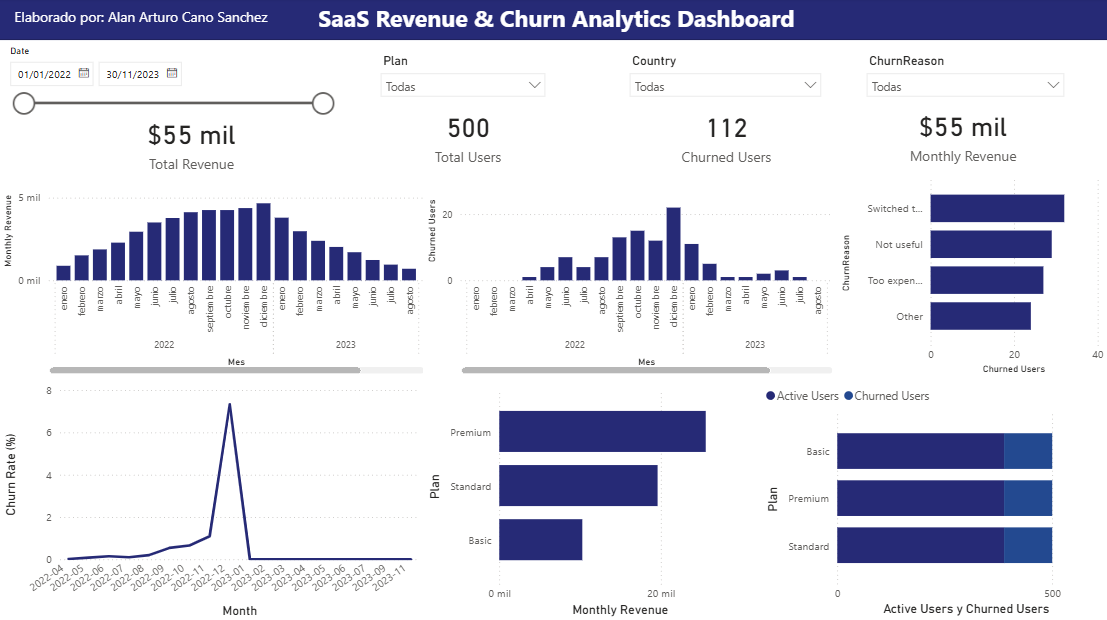 Elaborado por: Alan Arturo Cano Sanchez
SaaS Revenue & Churn Analytics Dashboard
Date
01/01/2022
30/11/2023
Plan
Todas
Country
Todas
ChurnReason
Todas
$55 mil
Total Revenue
500
Total Users
112
Churned Users
$55 mil
Monthly Revenue
Monthly Revenue
5 mil
0 mil
enero
febrero
marzo
abril
mayo
junio
julio
agosto
septiembre
octubre
noviembre
diciembre
enero
febrero
marzo
abril
mayo
junio
julio
agosto
2022
2023
Mes
Churned Users
20
0
enero
febrero
marzo
abril
mayo
junio
julio
agosto
septiembre
octubre
noviembre
diciembre
enero
febrero
marzo
abril
mayo
junio
julio
agosto
2022
2023
Mes
ChurnReason
Switched t...
Not useful
Too expen...
Other
0
20
40
Churned Users
Churn Rate (%)
8
6
4
2
0
2022-04
2022-05
2022-06
2022-07
2022-08
2022-09
2022-10
2022-11
2022-12
2023-01
2023-02
2023-03
2023-04
2023-05
2023-06
2023-07
2023-09
2023-11
Month
Plan
Premium
Standard
Basic
0 mil
20 mil
Monthly Revenue
Active Users
Churned Users
Plan
Basic
Premium
Standard
0
500
Active Users y Churned Users